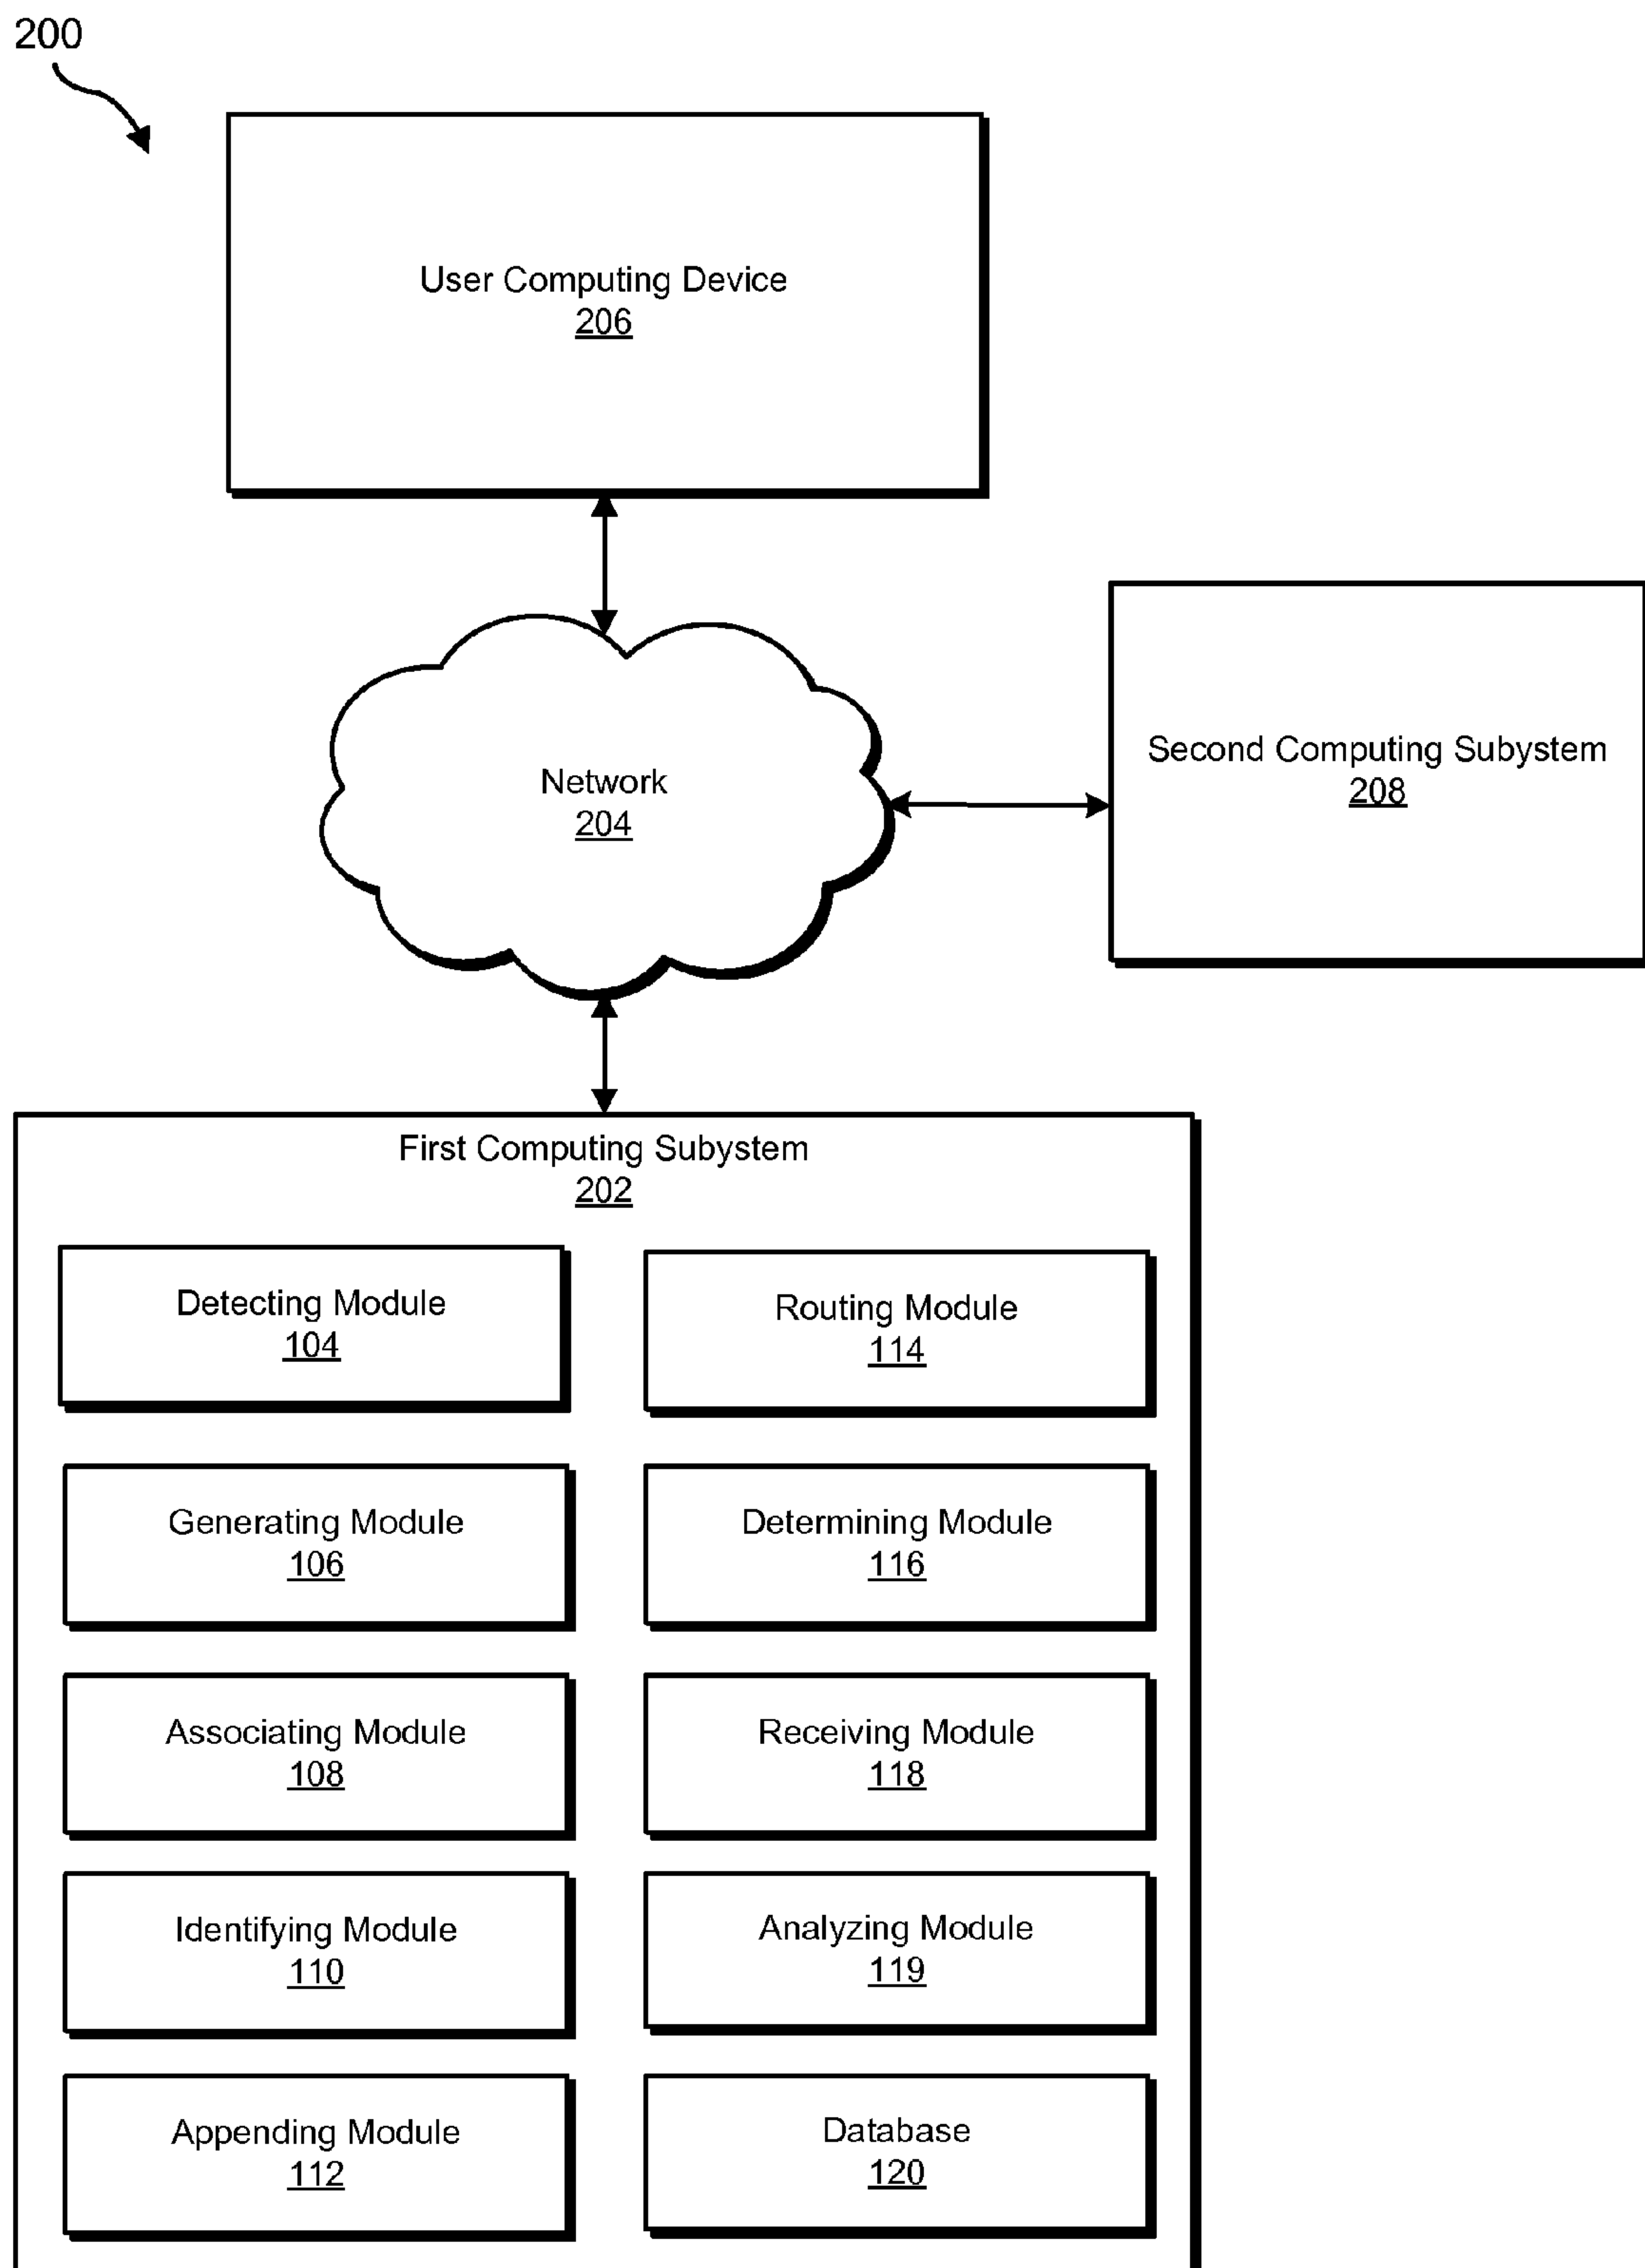 200
User Computing Device
206
Network
204
Second Computing Subystem
208
First Computing Subystem
202
Detecting Module
104
Routing Module
114
Generating Module
106
Determining Module
116
Associating Module
108
Receiving Module
118
Identifying Module
110
Analyzing Module
119
Appending Module
112
Database
120